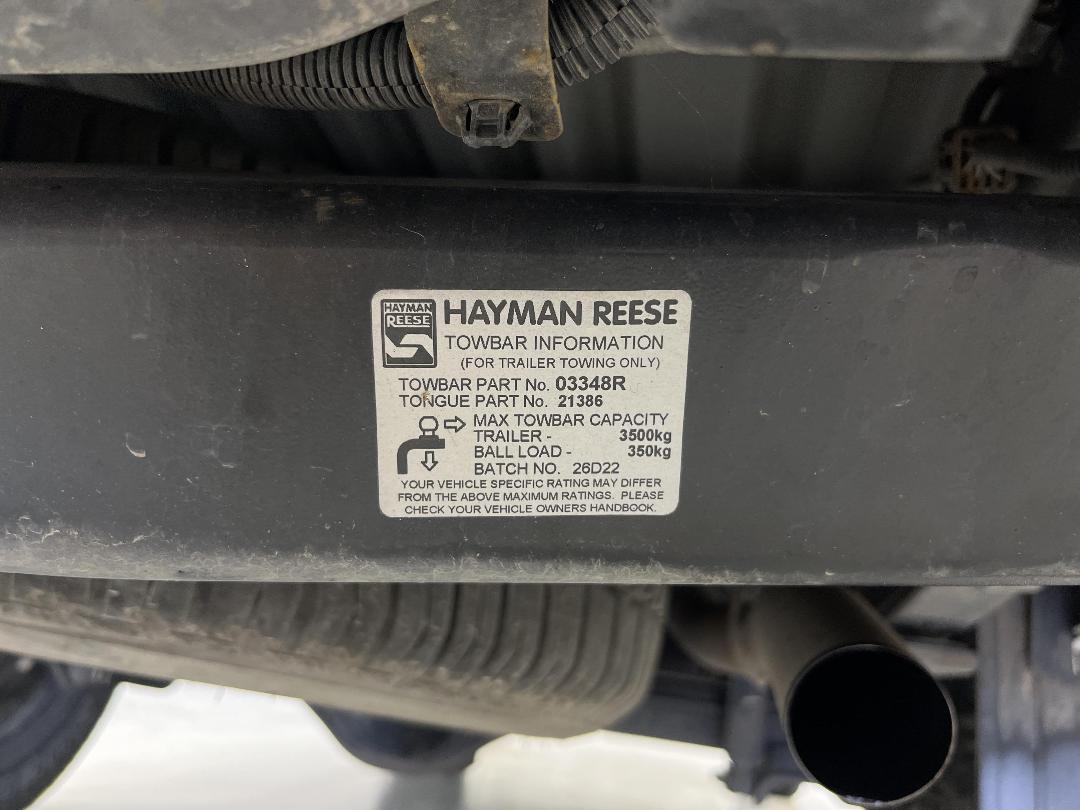 HAYMAN
REESE
HAYMAN REESE
TOWBAR INFORMATION
(FOR TRAILER TOWING ONLY)
TOWBAR PART No. 03348R
TONGUE PART No. 21386
MAX TOWBAR CAPACITY
TRAILER - 3500kg
BALL LOAD - 350kg
BATCH NO. 26D22
YOUR VEHICLE SPECIFIC RATING MAY DIFFER
FROM THE ABOVE MAXIMUM RATINGS. PLEASE
CHECK YOUR VEHICLE OWNERS HANDBOOK.